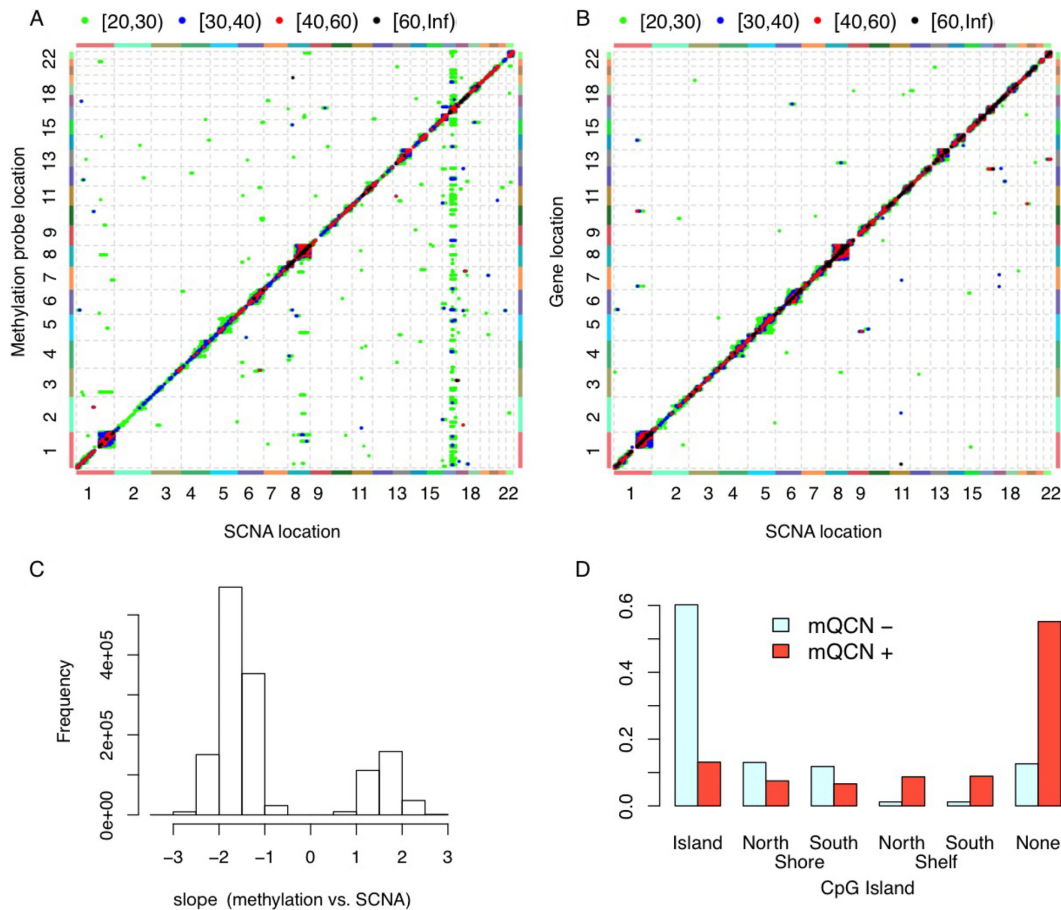 A
[20,30) [30,40) [40,60) [60,Inf)
Methylation probe location
22
18
15
13
11
9
8
7
6
5
4
3
2
1
1 2 3 4 5 6 7 8 9 11 13 15 18 22
SCNA location
B
[20,30) [30,40) [40,60) [60,Inf)
Gene location
22
18
15
13
11
9
8
7
6
5
4
3
2
1
1 2 3 4 5 6 7 8 9 11 13 15 18 22
SCNA location
C
Frequency
4e+05
2e+05
0e+00
−3 −2 −1 0 1 2 3
slope (methylation vs. SCNA)
D
0.6
0.4
0.2
0.0
mQCN −
mQCN +
Island North South North South None
Shore Shelf
CpG Island